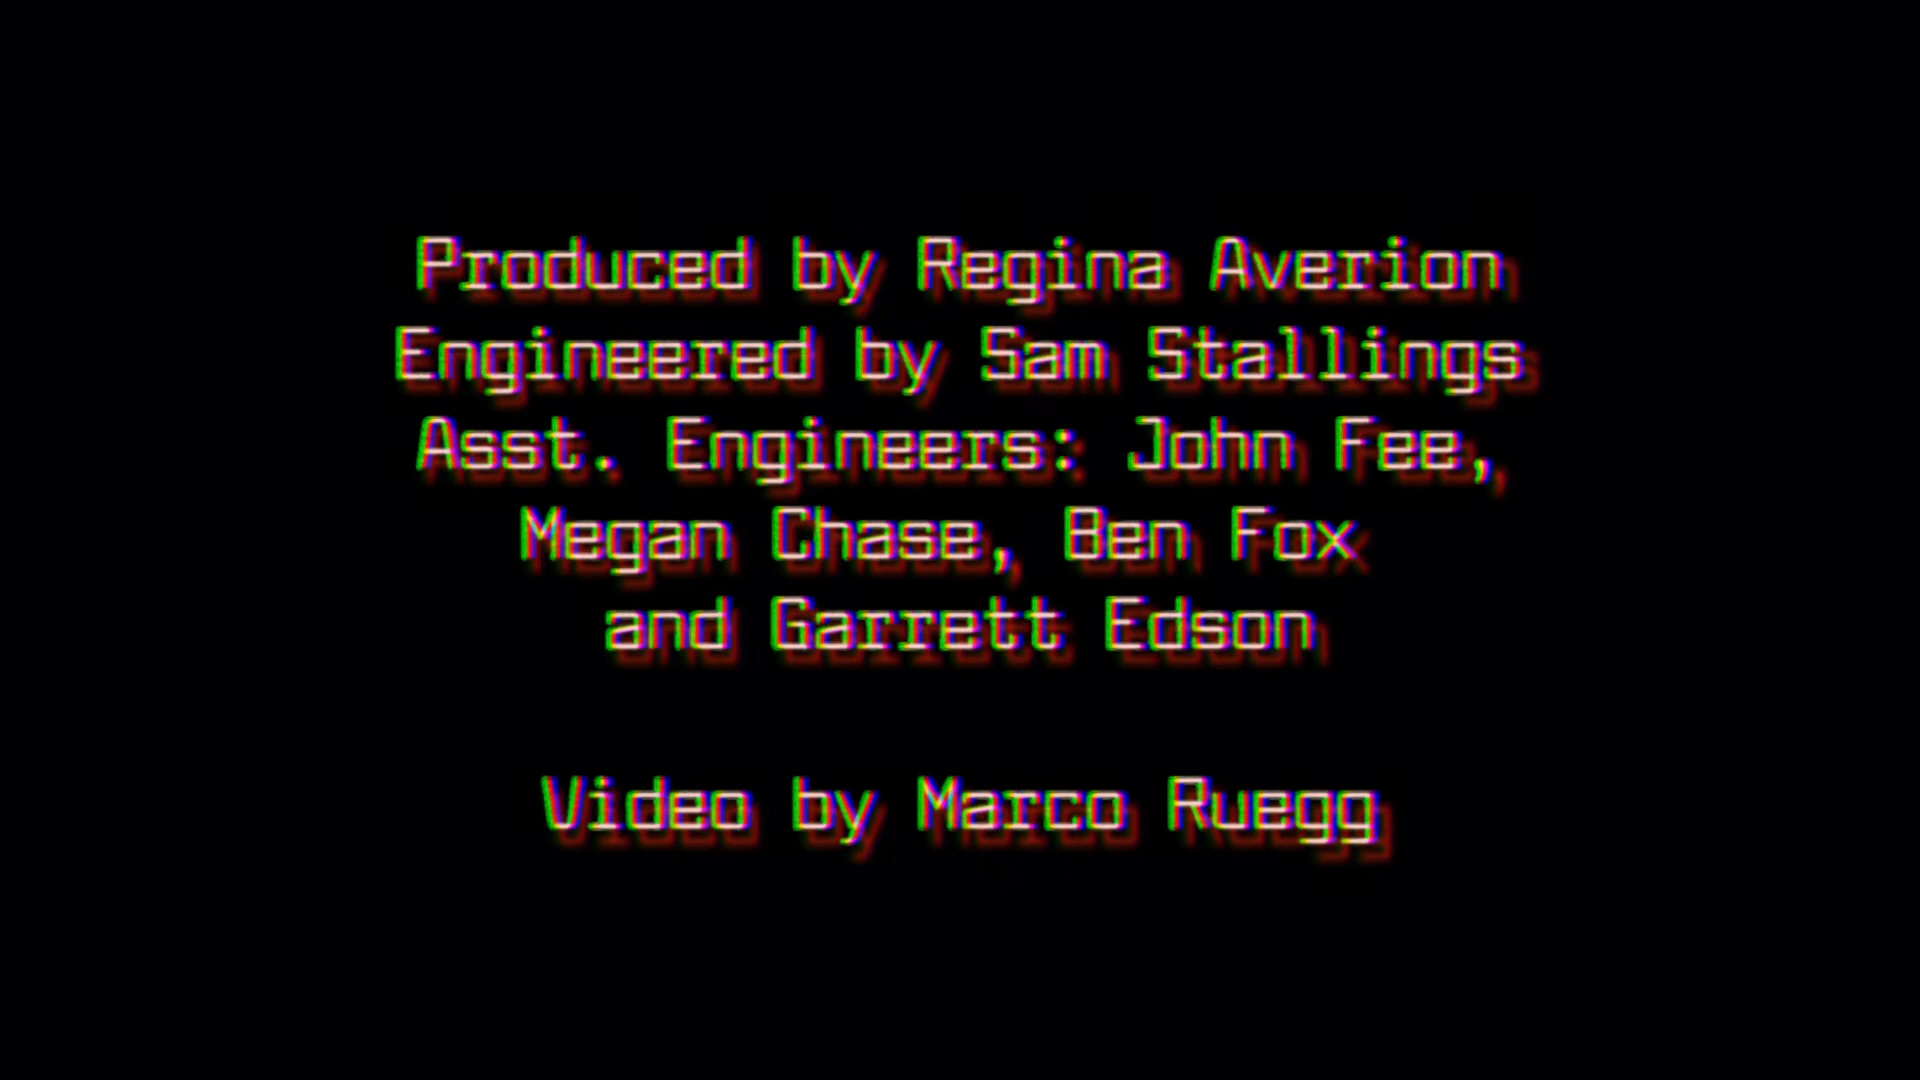 Produced by Regina Averion
Engineered by Sam Stallings
Asst. Engineers: John Fee,
Megan Chase, Ben Fox
and Garrett Edson
Video by Marco Ruegg